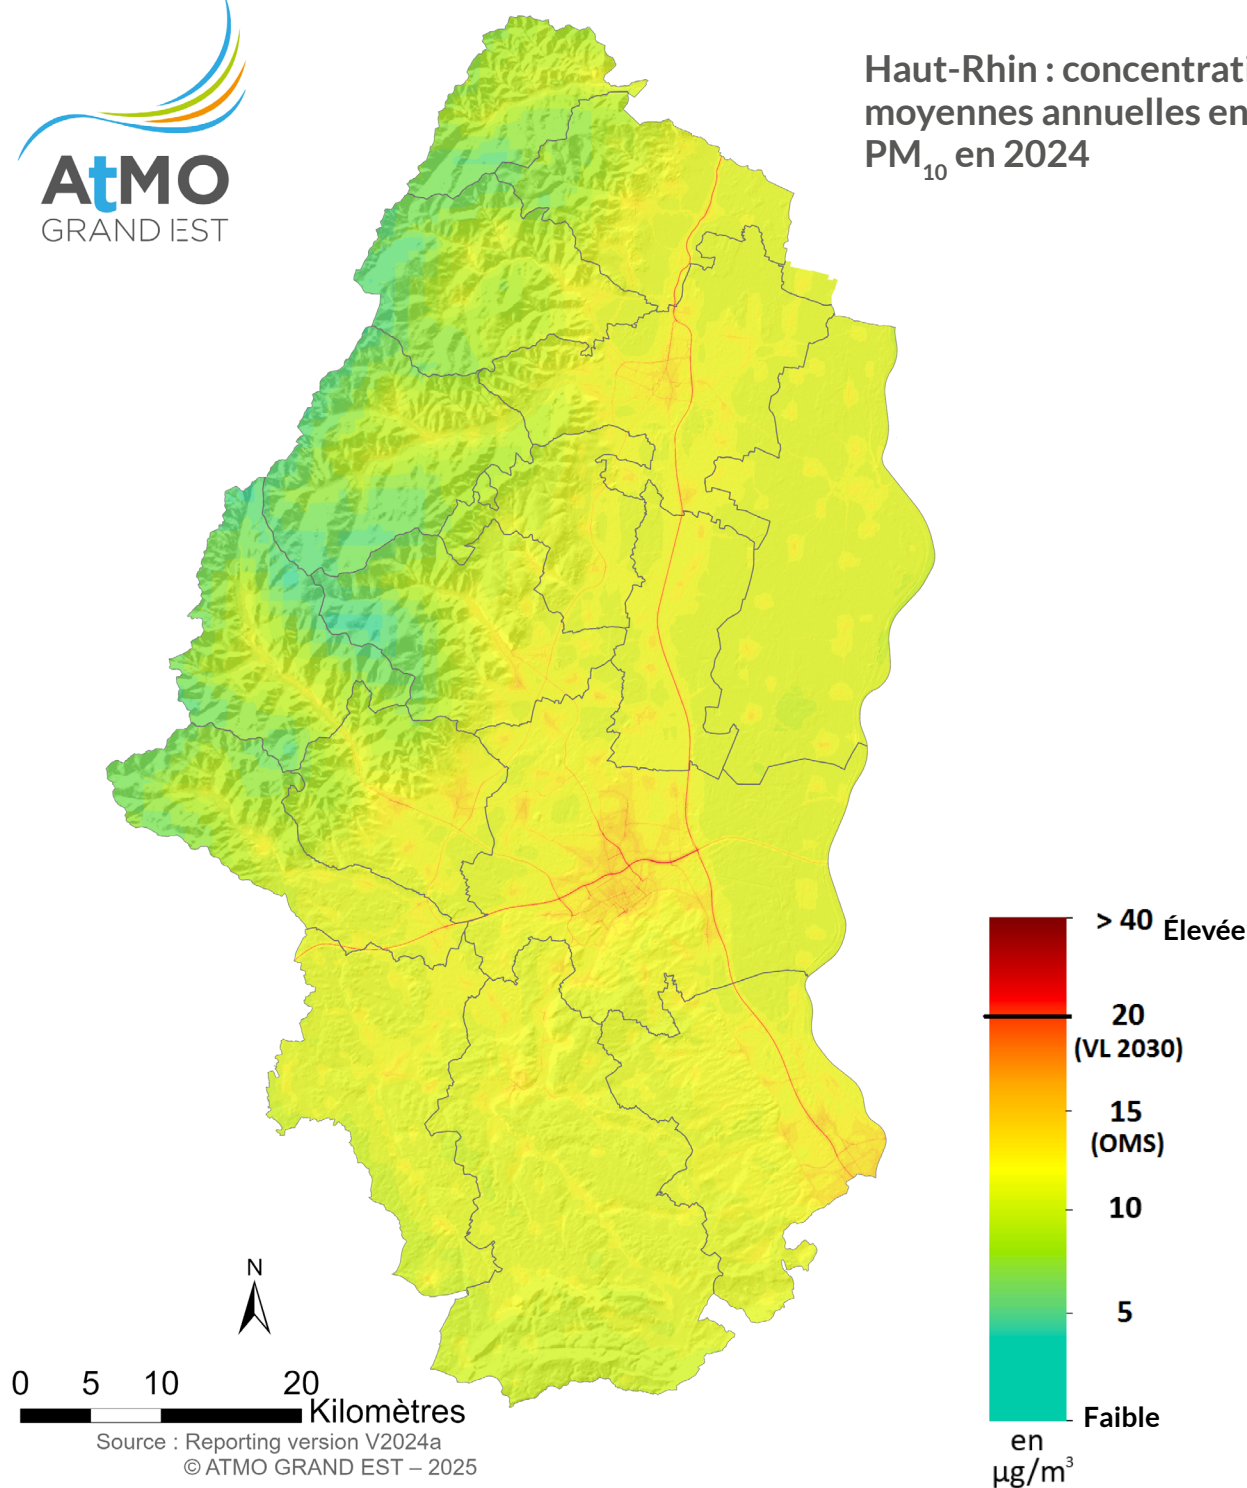 AtMO
GRAND EST
Haut-Rhin : concentrati
moyennes annuelles en
PM10 en 2024
> 40 Élevée
20
(VL 2030)
15
(OMS)
10
5
Faible
en
µg/m³
N
0 5 10 20
Kilomètres
Source : Reporting version V2024a
© ATMO GRAND EST – 2025